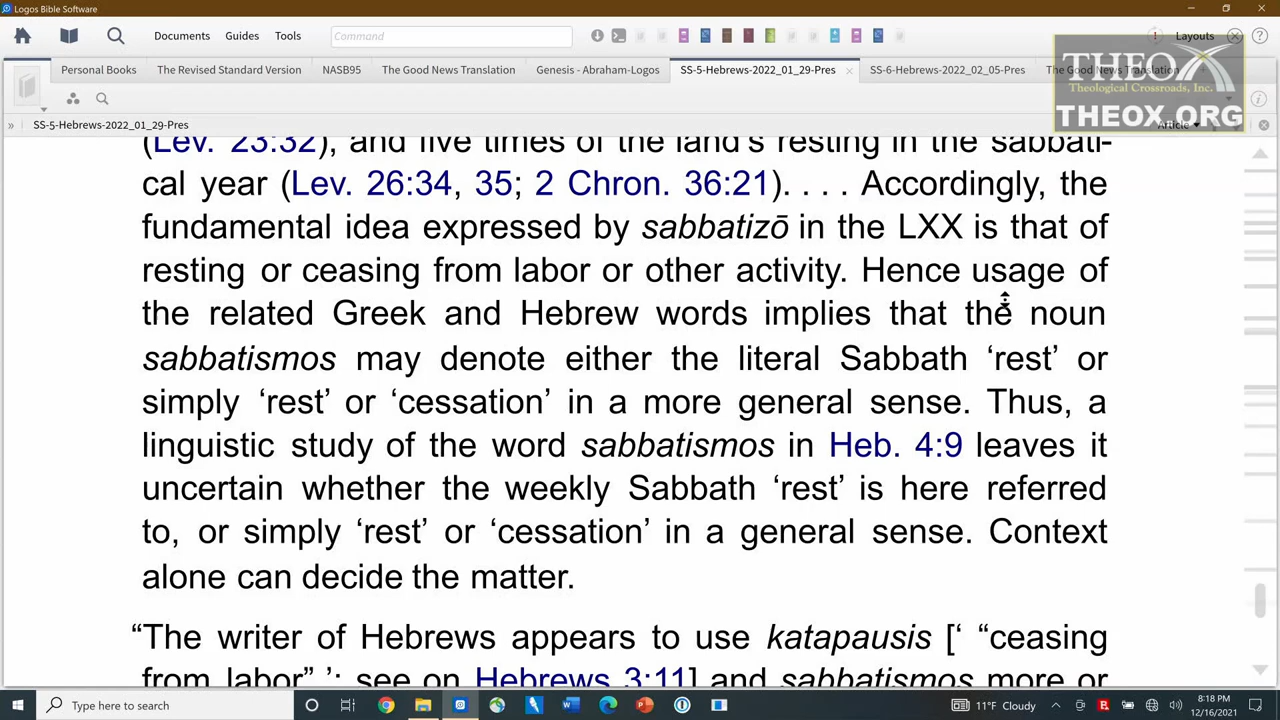 Logos Bible Software
Documents Guides Tools Command Layouts
THEOX
Theological Crossroads, Inc.
THEOX.ORG
Personal Books The Revised Standard Version NASB95 The Good News Translation Genesis - Abraham-Logos SS-5-Hebrews-2022_01_29-Pres SS-6-Hebrews-2022_02_05-Pres The Good News Translation
SS-5-Hebrews-2022_01_29-Pres Article
(Lev. 23:32), and five times of the land’s resting in the sabbati-
cal year (Lev. 26:34, 35; 2 Chron. 36:21). . . . Accordingly, the
fundamental idea expressed by sabbatizō in the LXX is that of
resting or ceasing from labor or other activity. Hence usage of
the related Greek and Hebrew words implies that the noun
sabbatismos may denote either the literal Sabbath ‘rest’ or
simply ‘rest’ or ‘cessation’ in a more general sense. Thus, a
linguistic study of the word sabbatismos in Heb. 4:9 leaves it
uncertain whether the weekly Sabbath ‘rest’ is here referred
to, or simply ‘rest’ or ‘cessation’ in a general sense. Context
alone can decide the matter.
“The writer of Hebrews appears to use katapausis [‘ “ceasing
from labor” ’; see on Hebrews 3:11] and sabbatismos more or
Type here to search
11°F Cloudy
8:18 PM
12/16/2021